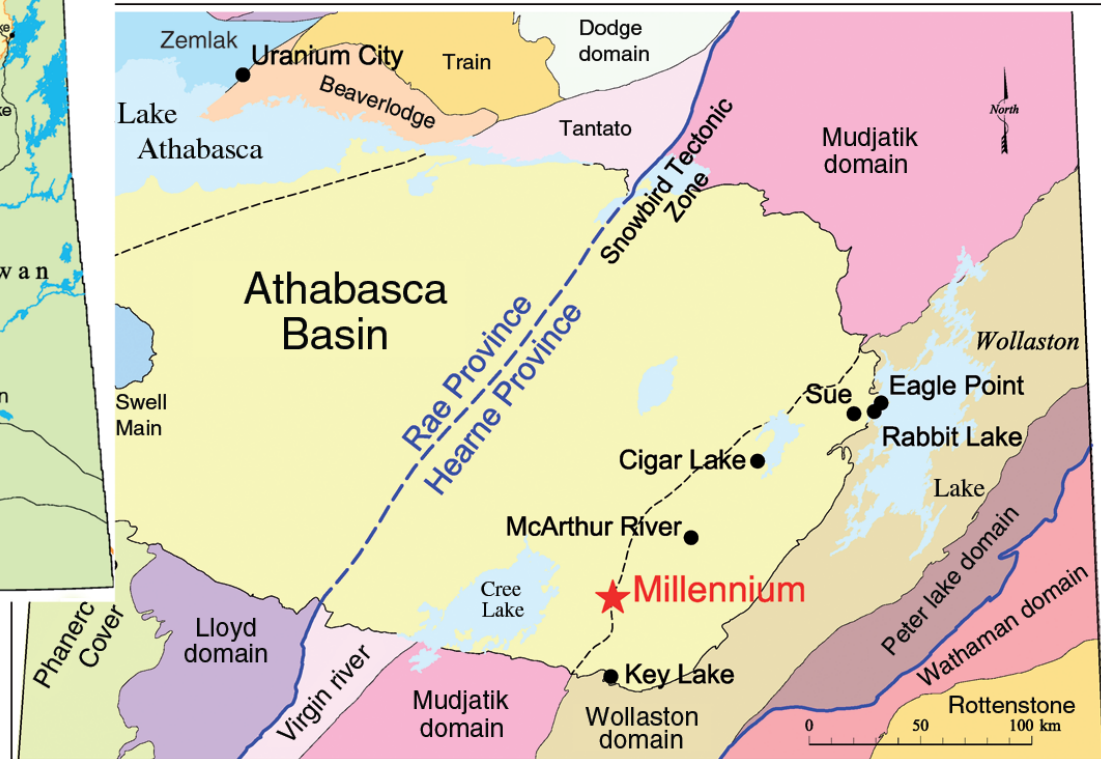 Zemlak
Uranium City
Train
Dodge
domain
Beaverlodge
Lake
Athabasca
Tantato
Snowbird Tectonic
Zone
Mudjatik
domain
North
Athabasca
Basin
Rae Province
Hearne Province
Wollaston
Swell
Main
Sue
Eagle Point
Rabbit Lake
Cigar Lake
Lake
McArthur River
Millennium
Cree
Lake
Peter lake domain
Wathaman domain
Phanerc
Cover
Lloyd
domain
Virgin river
Mudjatik
domain
Key Lake
Wollaston
domain
Rottenstone
0 50 100 km